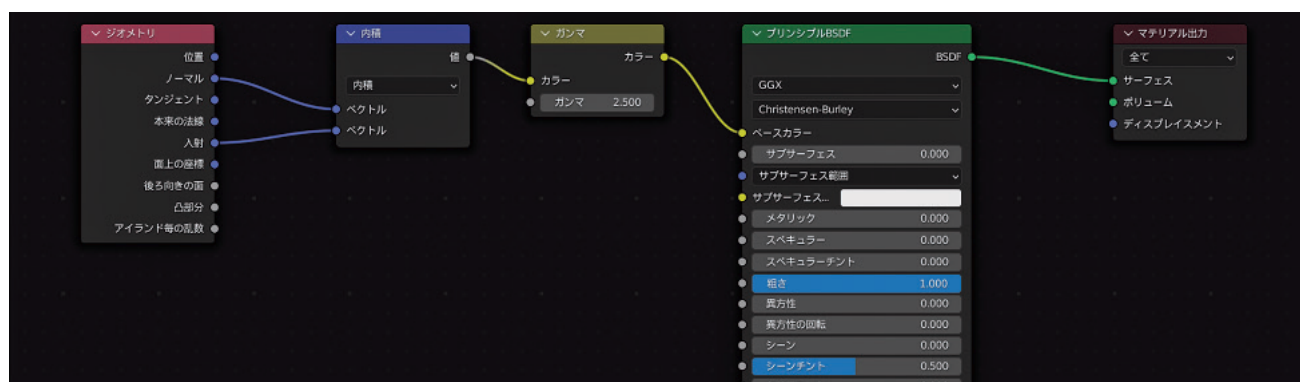 ジオメトリ
位置
ノーマル
タンジェント
本来の法線
入射
面上の座標
後ろ向きの面
凸部分
アイランド毎の乱数
内積
値
内積
ベクトル
ベクトル
ガンマ
カラー
カラー
ガンマ 2.500
プリンシプルBSDF
BSDF
GGX
Christensen-Burley
ベースカラー
サブサーフェス 0.000
サブサーフェス範囲
サブサーフェス...
メタリック 0.000
スペキュラー 0.000
スペキュラーチント 0.000
粗さ 1.000
異方性 0.000
異方性の回転 0.000
シーン 0.000
シーンチント 0.500
マテリアル出力
全て
サーフェス
ボリューム
ディスプレイスメント